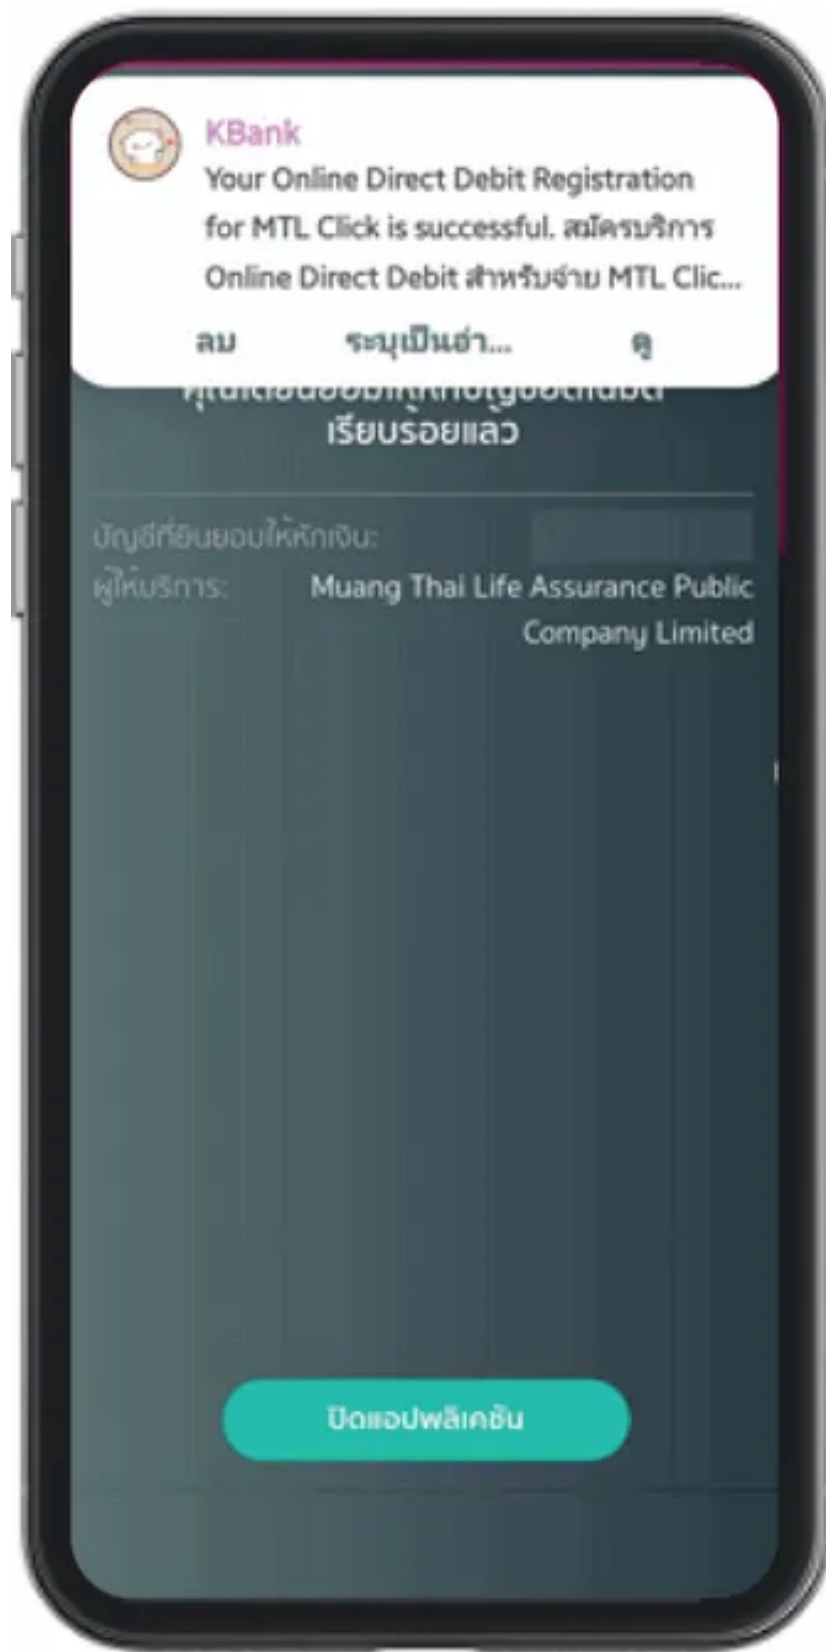 KBank
Your Online Direct Debit Registration
for MTL Click is successful. สมัครบริการ
Online Direct Debit สำหรับจ่าย MTL Clic...
ลบ ระบุเป็นอ่า... ดู
เรียบร้อยแล้ว
บัญชีที่ยินยอมให้หักเงิน:
ผู้ให้บริการ: Muang Thai Life Assurance Public
Company Limited
ปิดแอปพลิเคชัน